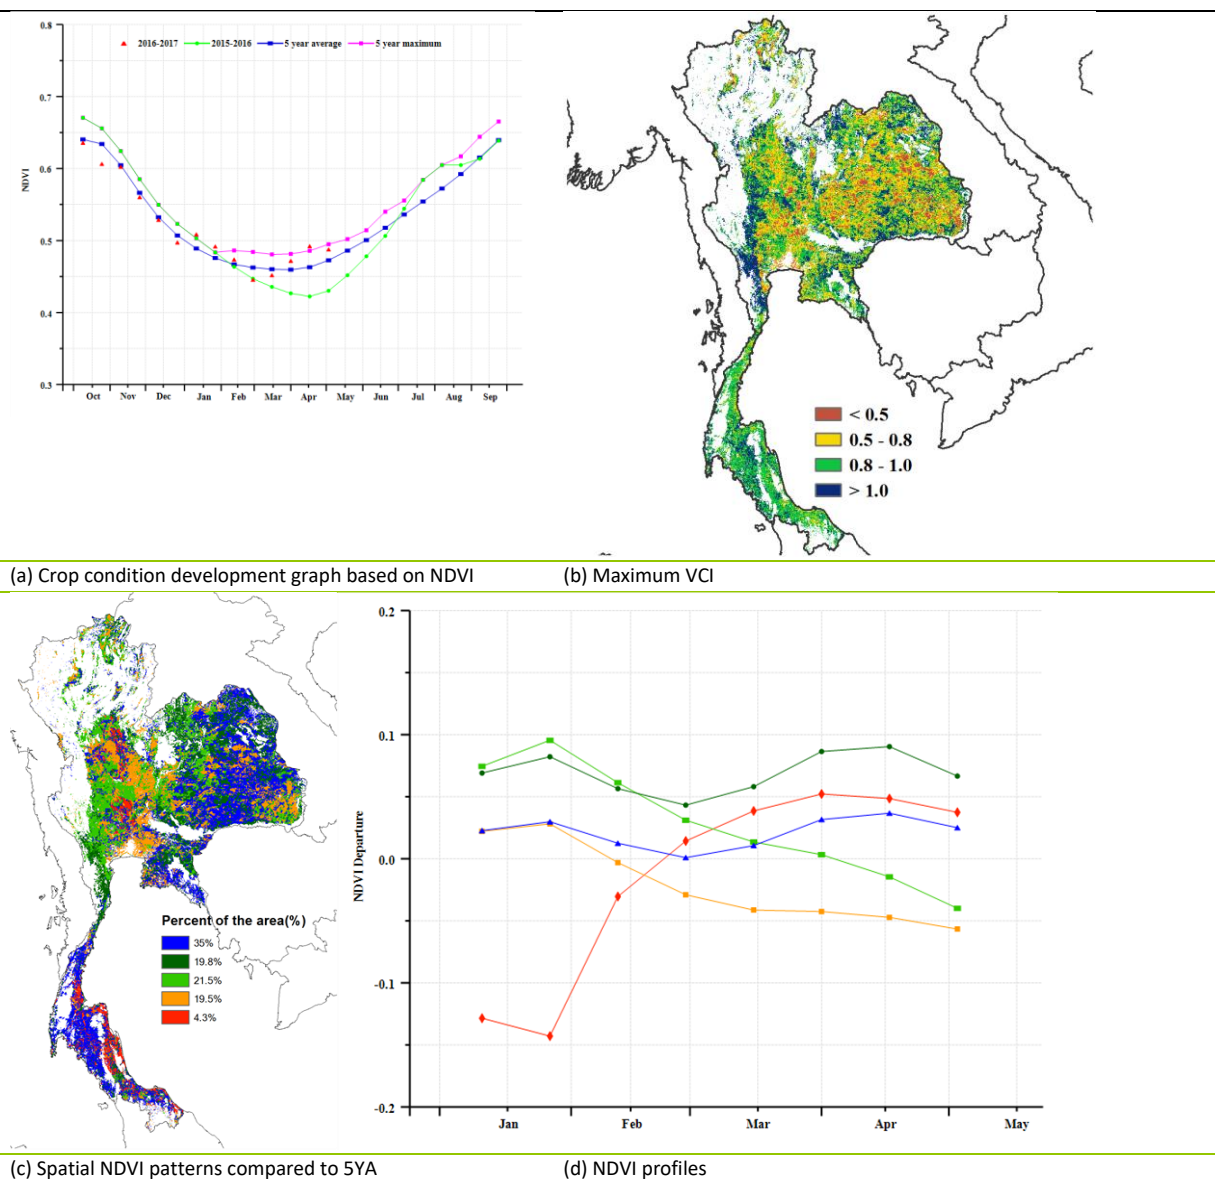 2016-2017 2015-2016 5 year average 5 year maximum
0.8
0.7
0.6
0.5
0.4
0.3
NDVI
Oct Nov Dec Jan Feb Mar Apr May Jun Jul Aug Sep
< 0.5
0.5 - 0.8
0.8 - 1.0
> 1.0
(a) Crop condition development graph based on NDVI (b) Maximum VCI
Percent of the area(%)
35%
19.8%
21.5%
19.5%
4.3%
0.2
0.1
0.0
-0.1
-0.2
NDVI Departure
Jan Feb Mar Apr May
(c) Spatial NDVI patterns compared to 5YA (d) NDVI profiles